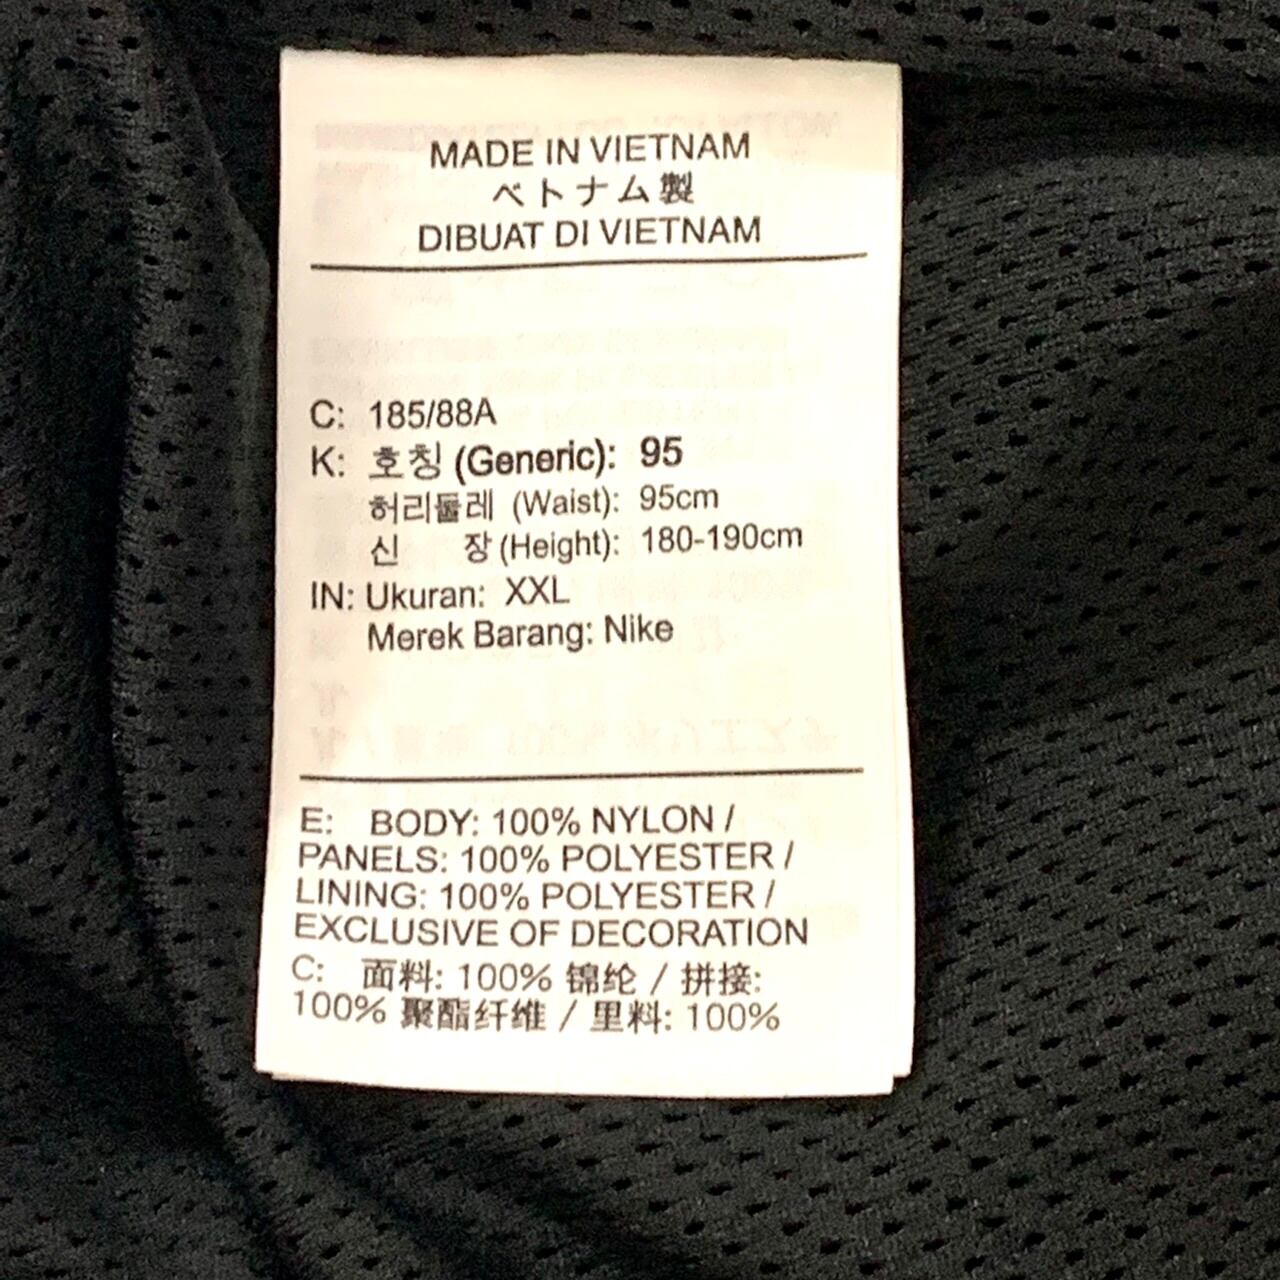 MADE IN VIETNAM
ベトナム製
DIBUAT DI VIETNAM
C: 185/88A
K: 호칭 (Generic): 95
허리둘레 (Waist): 95cm
신 장 (Height): 180-190cm
IN: Ukuran: XXL
Merek Barang: Nike
E: BODY: 100% NYLON /
PANELS: 100% POLYESTER /
LINING: 100% POLYESTER /
EXCLUSIVE OF DECORATION
C: 面料: 100% 锦纶 / 拼接:
100% 聚酯纤维 / 里料: 100%